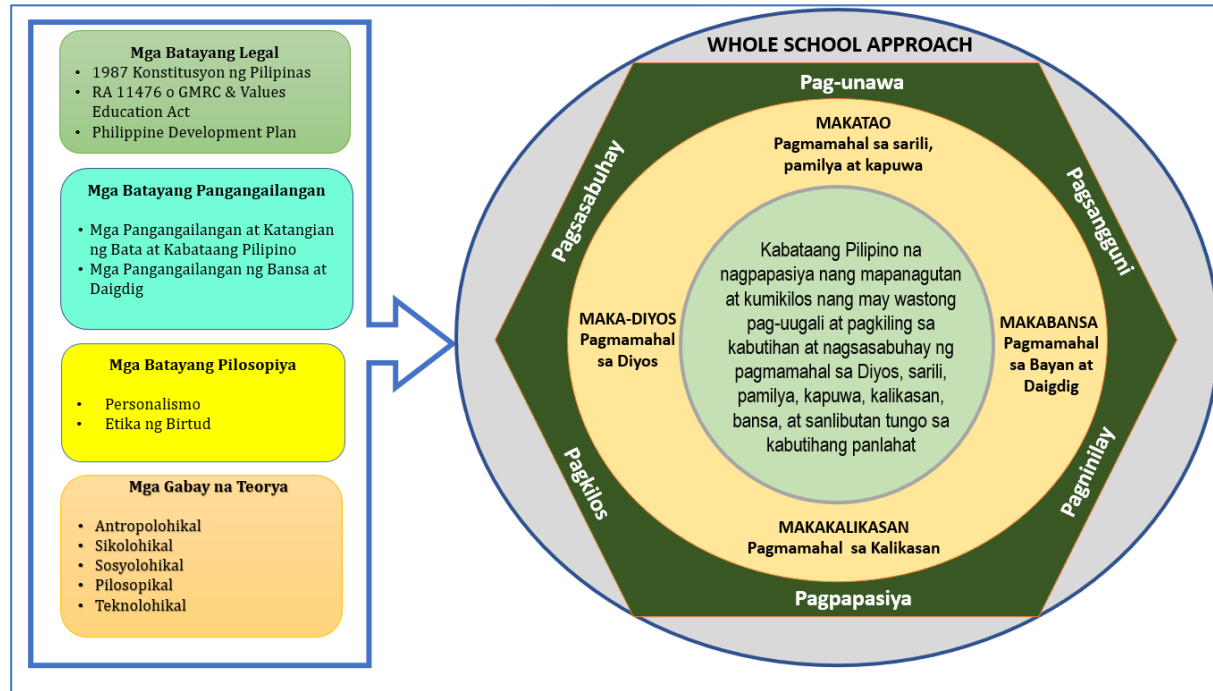 Mga Batayang Legal
• 1987 Konstitusyon ng Pilipinas
• RA 11476 o GMRC & Values
Education Act
• Philippine Development Plan
Mga Batayang Pangangailangan
• Mga Pangangailangan at Katangian
ng Bata at Kabataang Pilipino
• Mga Pangangailangan ng Bansa at
Daigdig
Mga Batayang Pilosopiya
• Personalismo
• Etika ng Birtud
Mga Gabay na Teorya
• Antropolohikal
• Sikolohikal
• Sosyolohikal
• Pilosopikal
• Teknolohikal
WHOLE SCHOOL APPROACH
Pag-unawa
Pagsangguni
Pagninilay
Pagpapasiya
Pagkilos
Pagsasabuhay
MAKATAO
Pagmamahal sa sarili,
pamilya at kapuwa
MAKA-DIYOS
Pagmamahal
sa Diyos
Kabataang Pilipino na
nagpapasiya nang mapanagutan
at kumikilos nang may wastong
pag-uugali at pagkiling sa
kabutihan at nagsasabuhay ng
pagmamahal sa Diyos, sarili,
pamilya, kapuwa, kalikasan,
bansa, at sanlibutan tungo sa
kabutihang panlahat
MAKABANSA
Pagmamahal
sa Bayan at
Daigdig
MAKAKALIKASAN
Pagmamahal sa Kalikasan